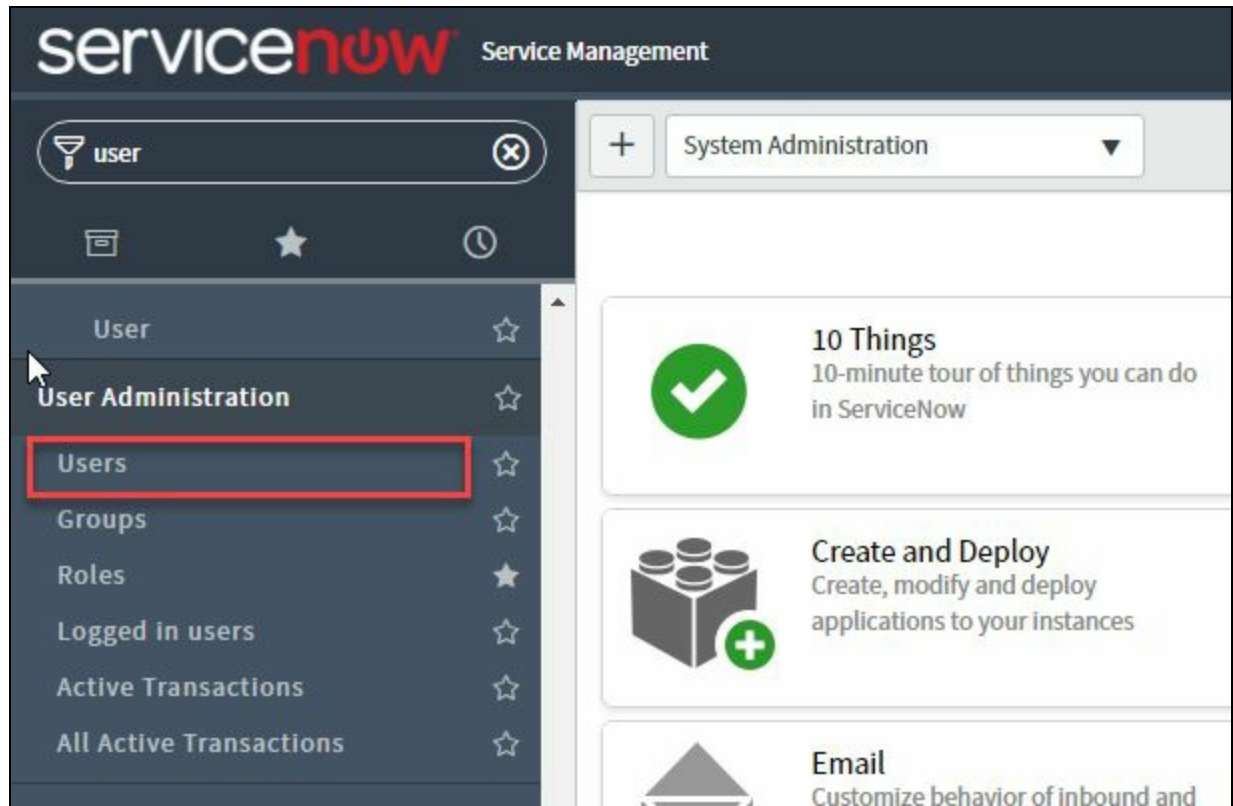 servicenow Service Management
user
System Administration
User
User Administration
Users
Groups
Roles
Logged in users
Active Transactions
All Active Transactions
10 Things
10-minute tour of things you can do
in ServiceNow
Create and Deploy
Create, modify and deploy
applications to your instances
Email
Customize behavior of inbound and